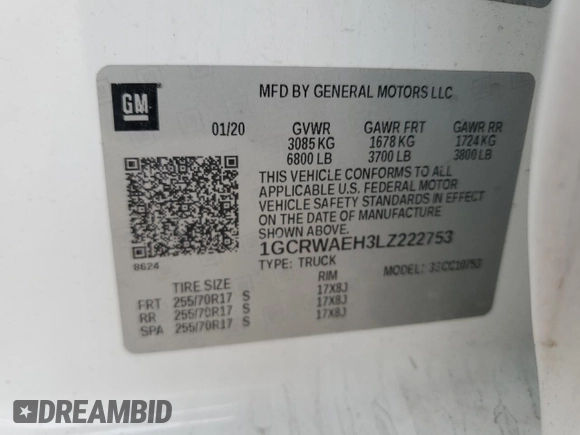 GM
MFD BY GENERAL MOTORS LLC
01/20 GVWR GAWR FRT GAWR RR
3085 KG 1678 KG 1724 KG
6800 LB 3700 LB 3800 LB
THIS VEHICLE CONFORMS TO ALL
APPLICABLE U.S. FEDERAL MOTOR
VEHICLE SAFETY STANDARDS IN
EFFECT ON THE DATE OF MANUFACTURE
SHOWN ABOVE.
1GCRWAEH3LZ222753
8624
TYPE: TRUCK MODEL:
TIRE SIZE RIM
FRT 255/70R17 S 17X8J
RR 255/70R17 S 17X8J
SPA 255/70R17 S 17X8J
DREAMBID